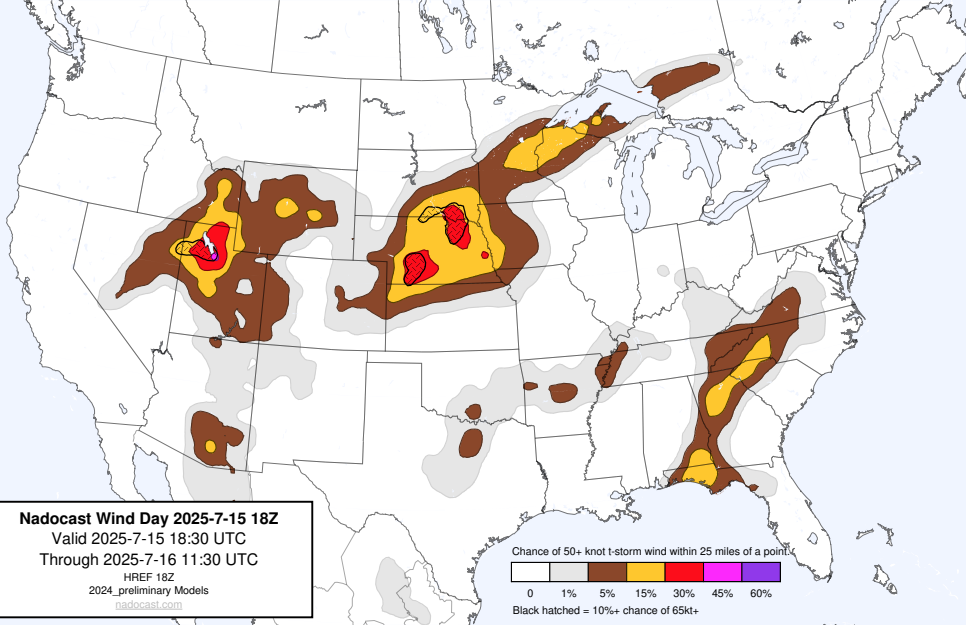 Nadocast Wind Day 2025-7-15 18Z
Valid 2025-7-15 18:30 UTC
Through 2025-7-16 11:30 UTC
HREF 18Z
2024_preliminary Models
nadocast.com
Chance of 50+ knot t-storm wind within 25 miles of a point.
0 1% 5% 15% 30% 45% 60%
Black hatched = 10%+ chance of 65kt+